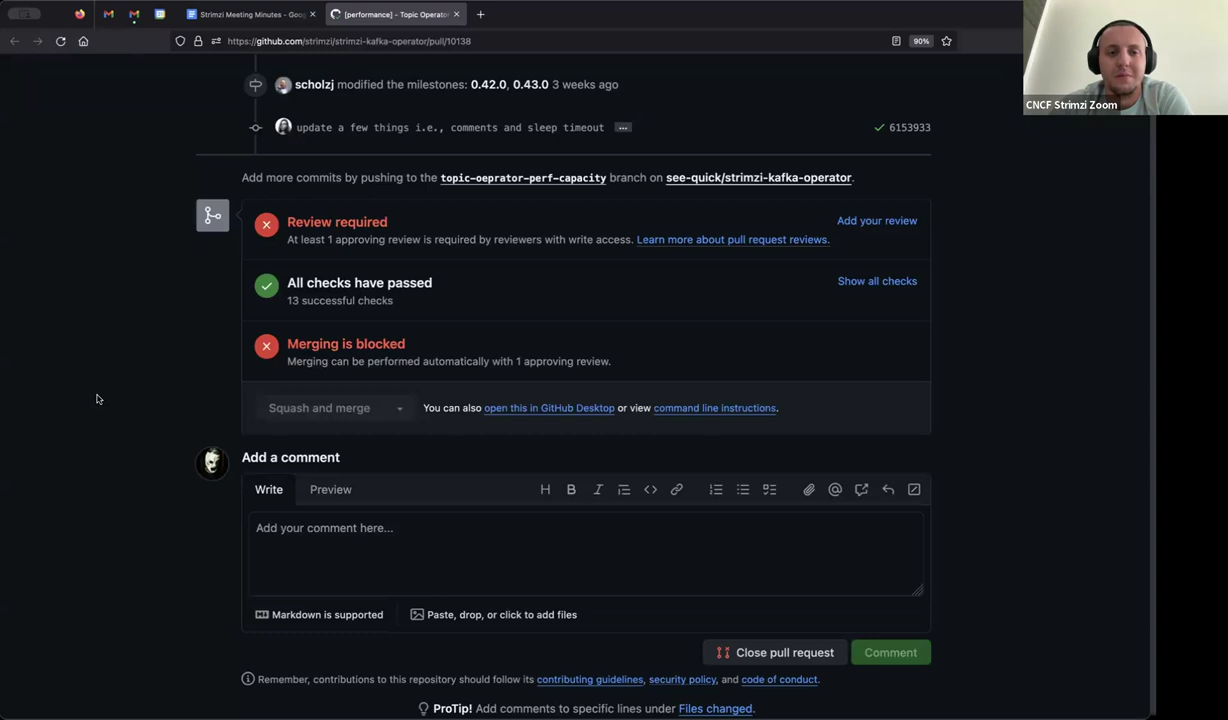 Strimzi Meeting Minutes - Goog
[performance] - Topic Operator
https://github.com/strimzi/strimzi-kafka-operator/pull/10138
90%
CNCF Strimzi Zoom
scholzj modified the milestones: 0.42.0, 0.43.0 3 weeks ago
update a few things i.e., comments and sleep timeout ... 6153933
Add more commits by pushing to the topic-oeprator-perf-capacity branch on see-quick/strimzi-kafka-operator.
Review required
Add your review
At least 1 approving review is required by reviewers with write access. Learn more about pull request reviews.
All checks have passed
Show all checks
13 successful checks
Merging is blocked
Merging can be performed automatically with 1 approving review.
Squash and merge
You can also open this in GitHub Desktop or view command line instructions.
Add a comment
Write Preview
Add your comment here...
Markdown is supported
Paste, drop, or click to add files
Close pull request
Comment
Remember, contributions to this repository should follow its contributing guidelines, security policy, and code of conduct.
ProTip! Add comments to specific lines under Files changed.